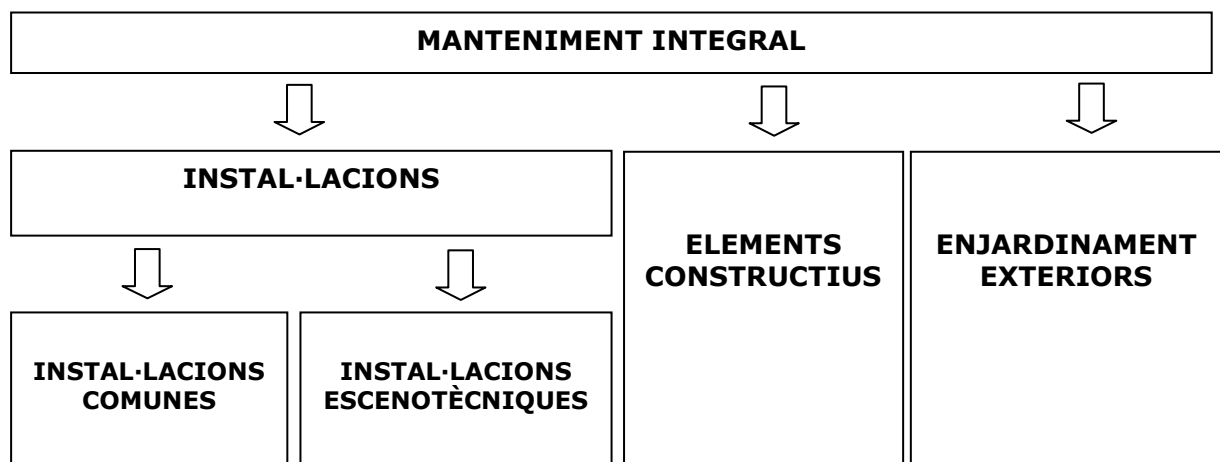 MANTENIMENT INTEGRAL
INSTAL·LACIONS
ELEMENTS
CONSTRUCTIUS
ENJARDINAMENT
EXTERIORS
INSTAL·LACIONS
COMUNES
INSTAL·LACIONS
ESCENOTÈCNIQUES